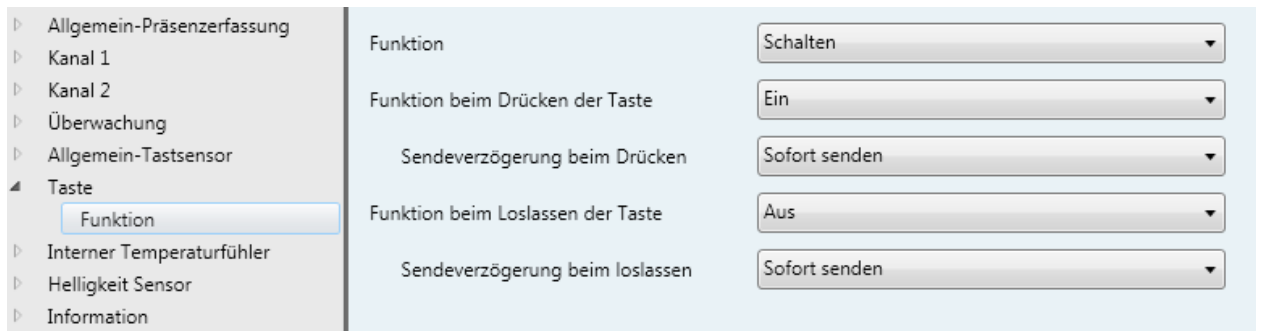 Allgemein-Präsenzerfassung
Kanal 1
Kanal 2
Überwachung
Allgemein-Tastsensor
Taste
Funktion
Interner Temperaturfühler
Helligkeit Sensor
Information
Funktion Schalten
Funktion beim Drücken der Taste Ein
Sendeverzögerung beim Drücken Sofort senden
Funktion beim Loslassen der Taste Aus
Sendeverzögerung beim loslassen Sofort senden